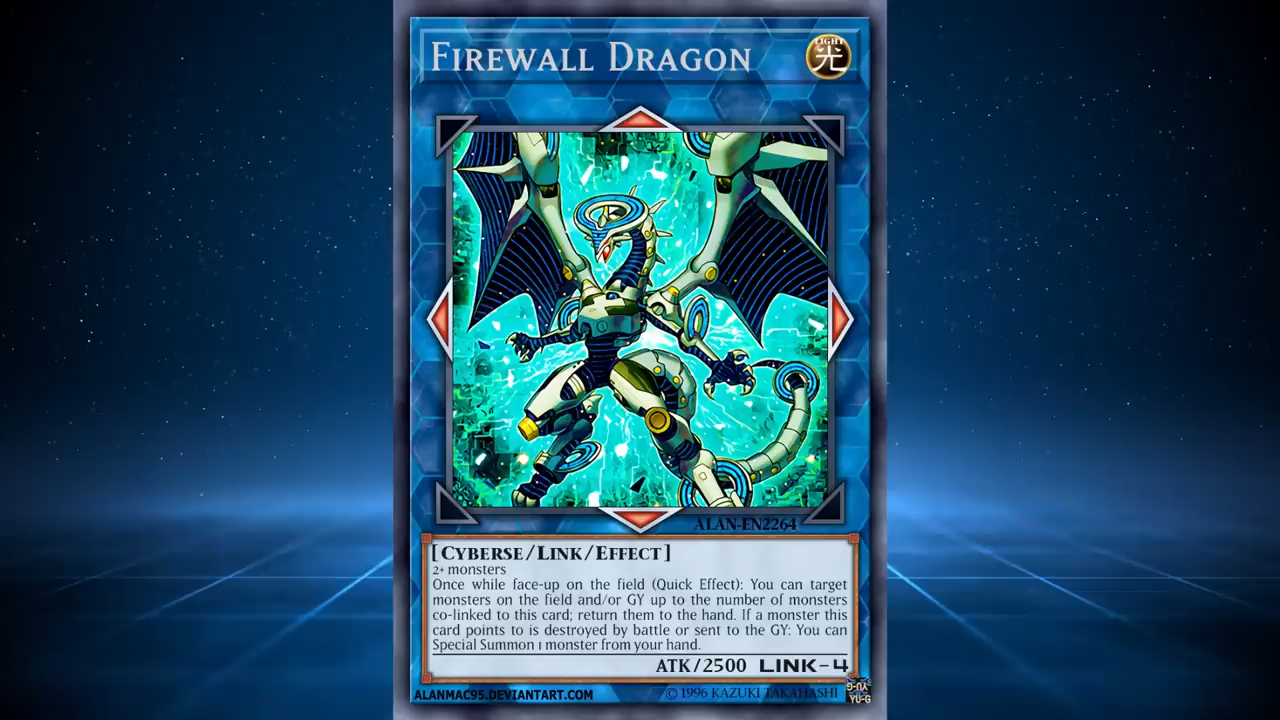 FIREWALL DRAGON
LIGHT
光
ALAN-EN2264
[CYBERSE/LINK/EFFECT]
2+ monsters
Once while face-up on the field (Quick Effect): You can target
monsters on the field and/or GY up to the number of monsters
co-linked to this card; return them to the hand. If a monster this
card points to is destroyed by battle or sent to the GY: You can
Special Summon 1 monster from your hand.
ATK/2500 LINK-4
ALANMAC95.DEVIANTART.COM
© 1996 KAZUKI TAKAHASHI
YU-G
YU-G